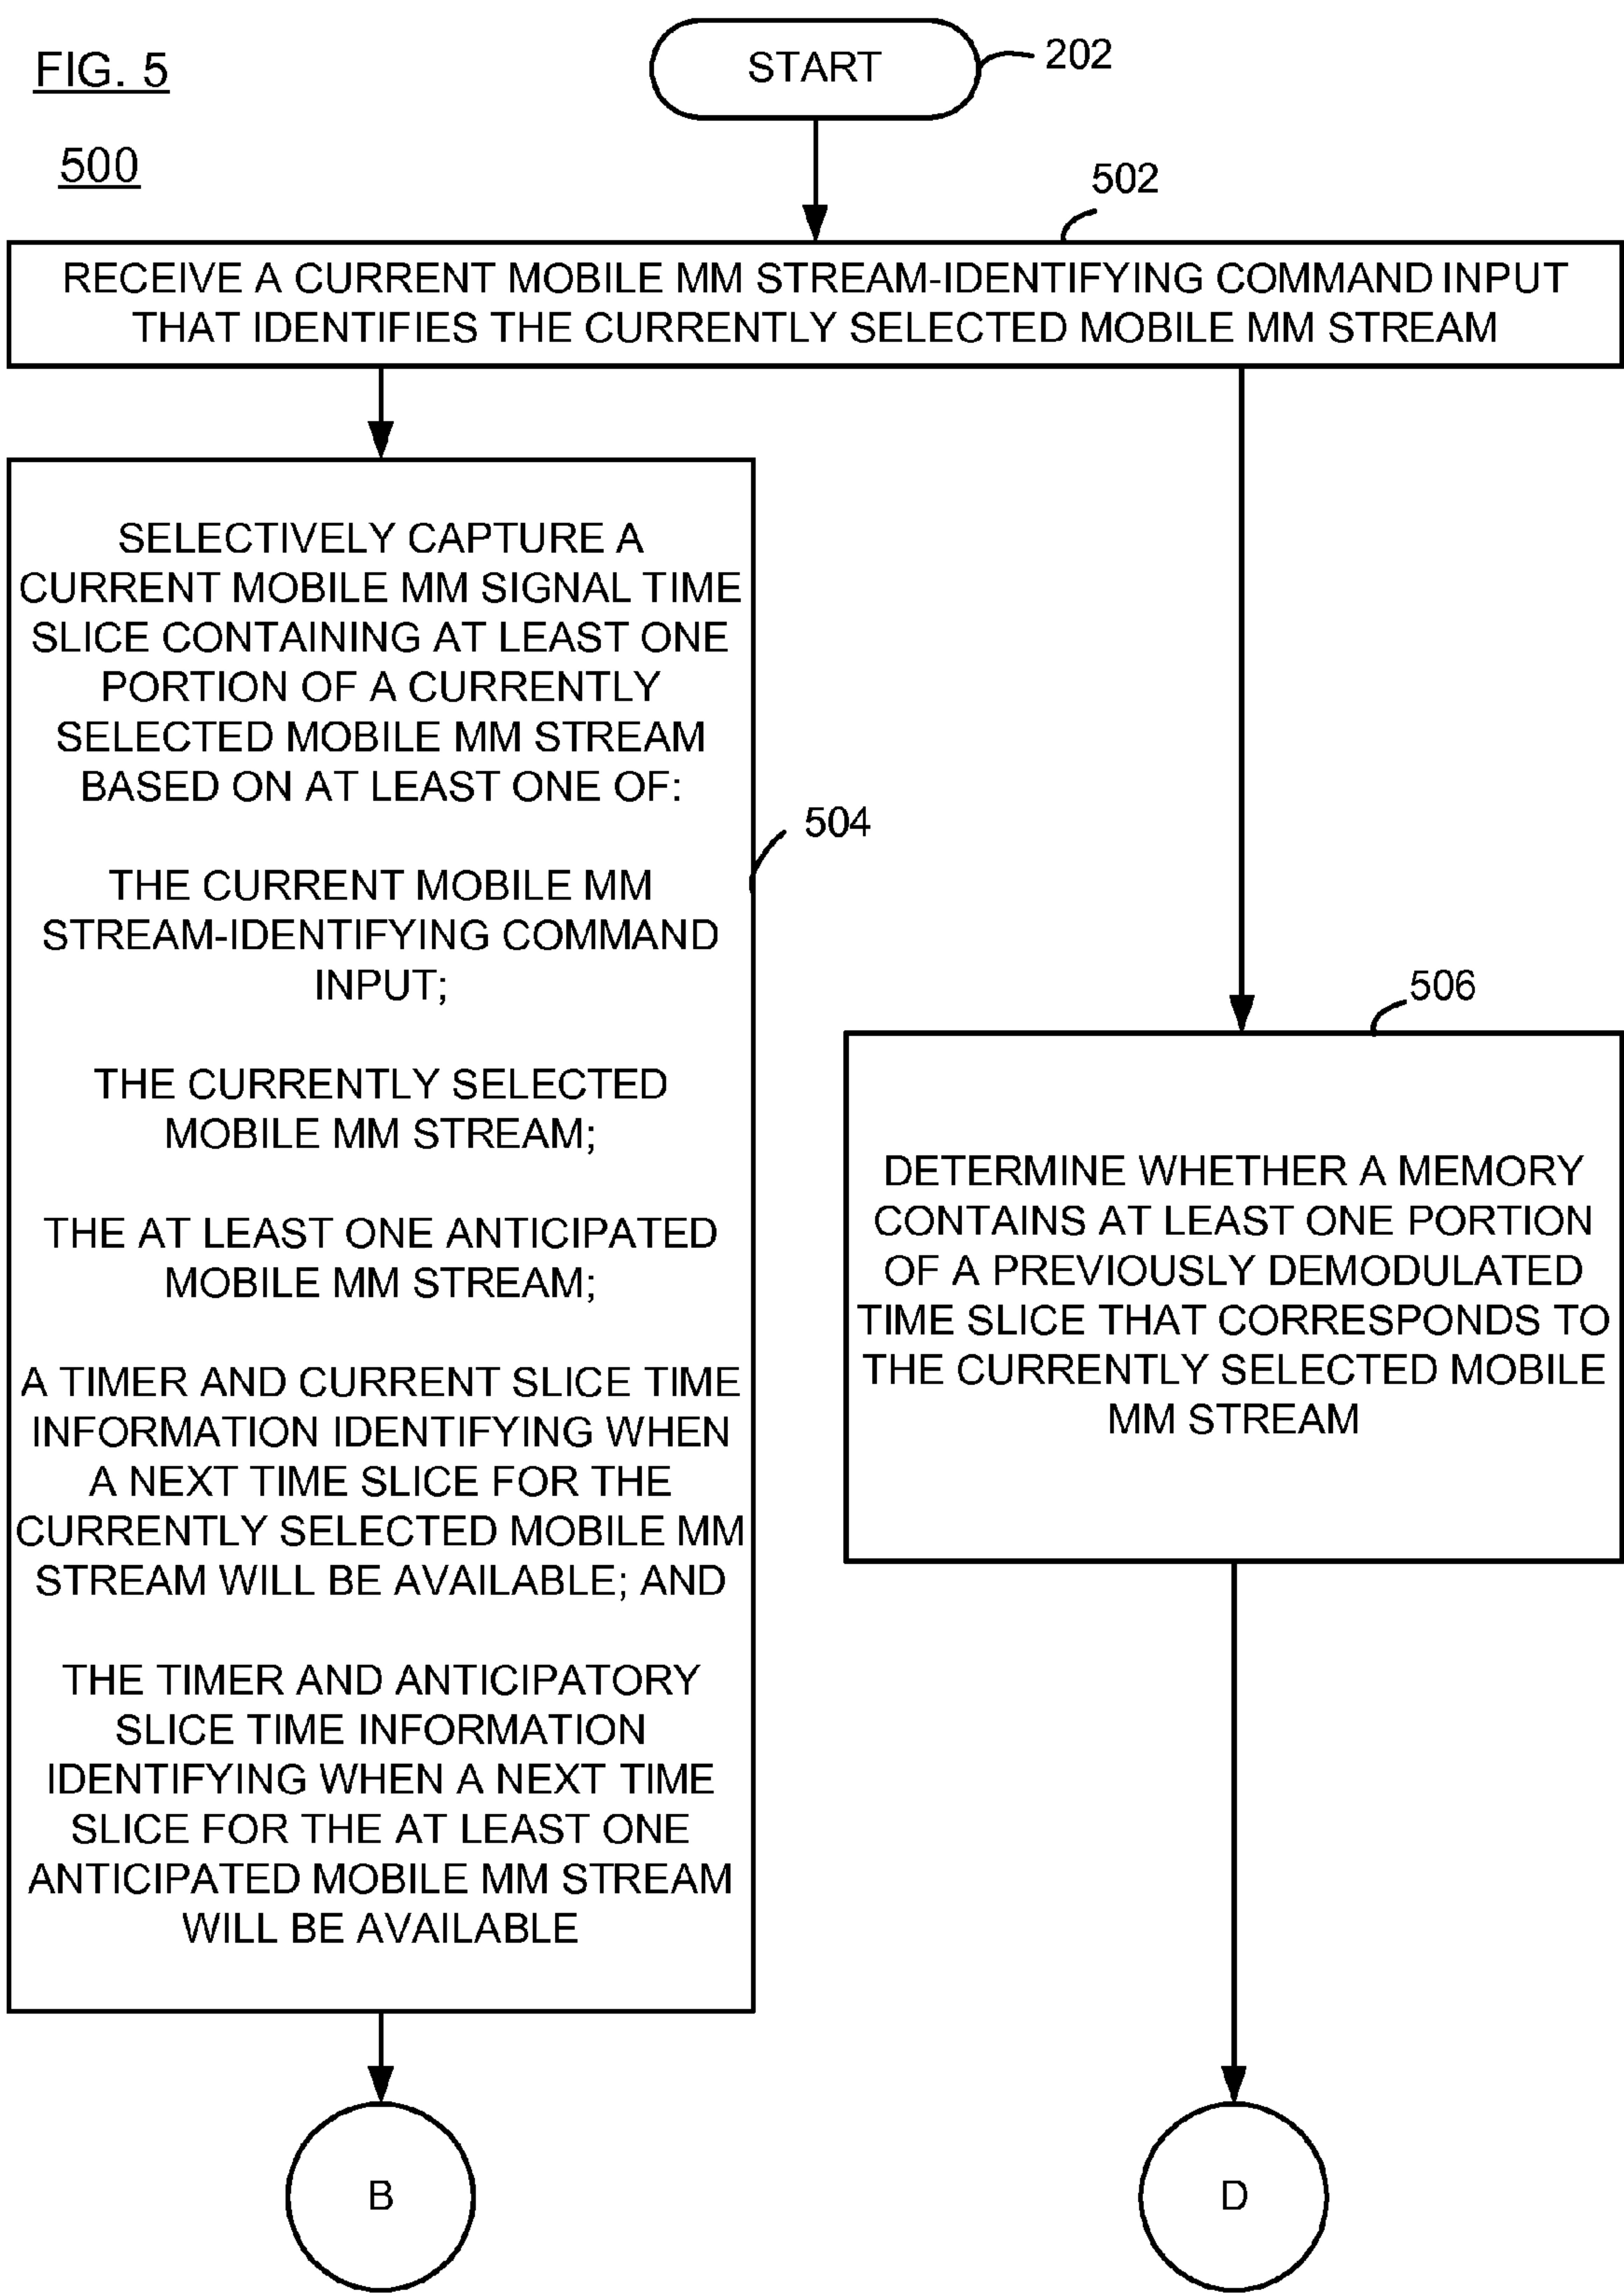 FIG. 5
START
202
500
502
RECEIVE A CURRENT MOBILE MM STREAM-IDENTIFYING COMMAND INPUT
THAT IDENTIFIES THE CURRENTLY SELECTED MOBILE MM STREAM
SELECTIVELY CAPTURE A
CURRENT MOBILE MM SIGNAL TIME
SLICE CONTAINING AT LEAST ONE
PORTION OF A CURRENTLY
SELECTED MOBILE MM STREAM
BASED ON AT LEAST ONE OF:
THE CURRENT MOBILE MM
STREAM-IDENTIFYING COMMAND
INPUT;
THE CURRENTLY SELECTED
MOBILE MM STREAM;
THE AT LEAST ONE ANTICIPATED
MOBILE MM STREAM;
A TIMER AND CURRENT SLICE TIME
INFORMATION IDENTIFYING WHEN
A NEXT TIME SLICE FOR THE
CURRENTLY SELECTED MOBILE MM
STREAM WILL BE AVAILABLE; AND
THE TIMER AND ANTICIPATORY
SLICE TIME INFORMATION
IDENTIFYING WHEN A NEXT TIME
SLICE FOR THE AT LEAST ONE
ANTICIPATED MOBILE MM STREAM
WILL BE AVAILABLE
504
506
DETERMINE WHETHER A MEMORY
CONTAINS AT LEAST ONE PORTION
OF A PREVIOUSLY DEMODULATED
TIME SLICE THAT CORRESPONDS TO
THE CURRENTLY SELECTED MOBILE
MM STREAM
B
D